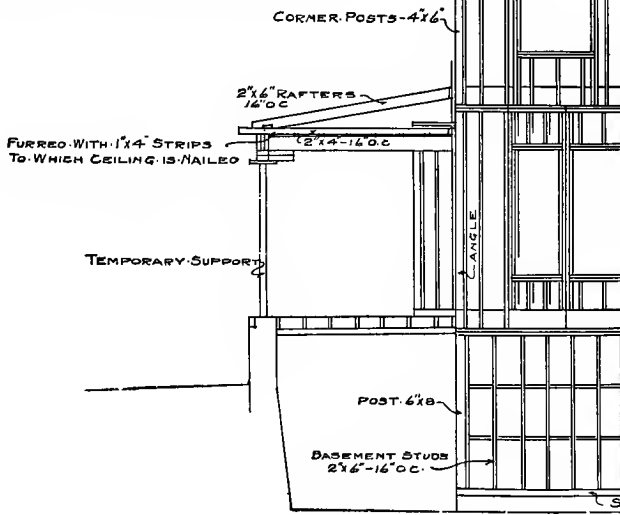 CORNER.POSTS-4"X6"
2"X6" RAFTERS
16"O.C
FURRED.WITH.1"X4" STRIPS
TO.WHICH CEILING.IS.NAILED
2"X4"-16"O.C
TEMPORARY.SUPPORT
ANGLE
POST.6"X8
BASEMENT STUDS
2"X6"-16"O.C.
S